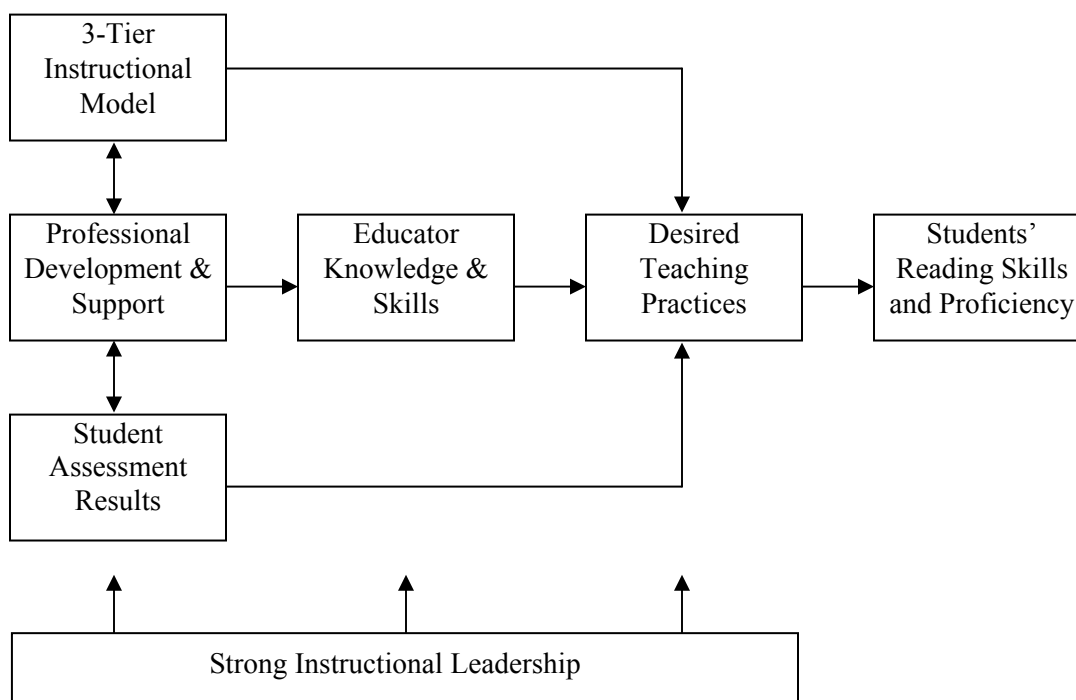 3-Tier
Instructional
Model
Professional
Development &
Support
Educator
Knowledge &
Skills
Desired
Teaching
Practices
Students’
Reading Skills
and Proficiency
Student
Assessment
Results
Strong Instructional Leadership